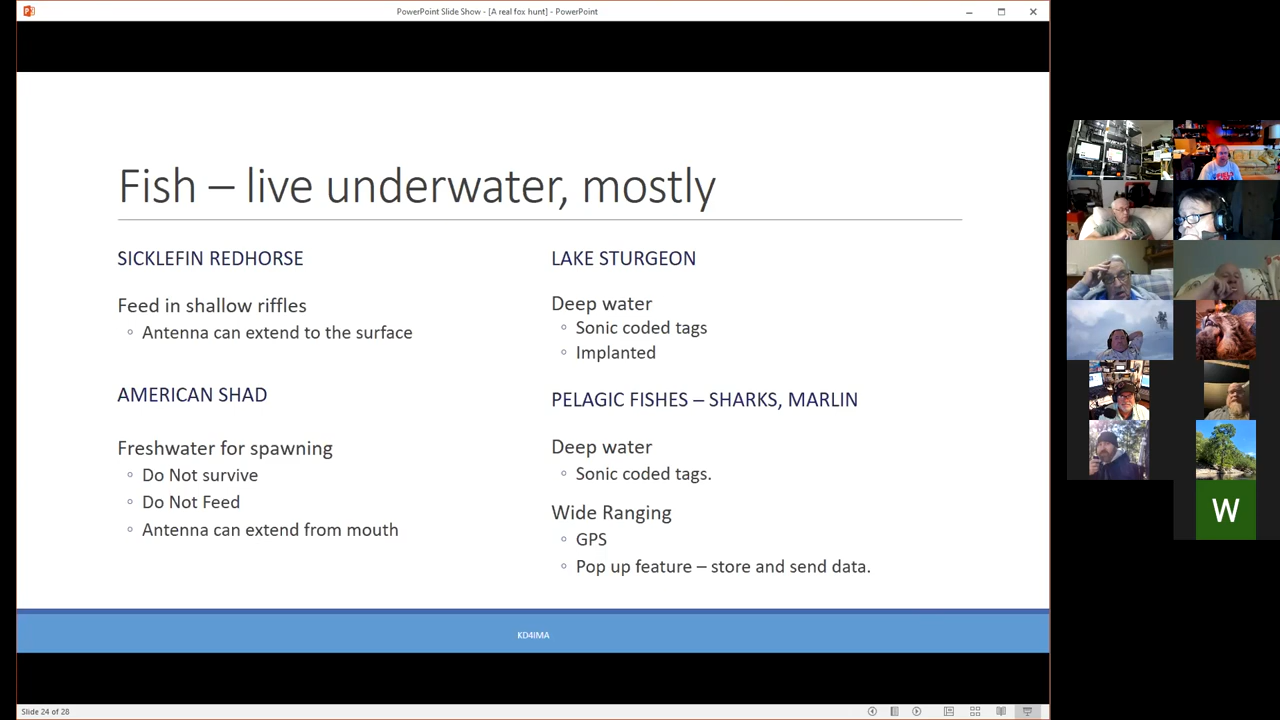 PowerPoint Slide Show - [A real fox hunt] - PowerPoint
Fish – live underwater, mostly
SICKLEFIN REDHORSE
Feed in shallow riffles
◦ Antenna can extend to the surface
AMERICAN SHAD
Freshwater for spawning
◦ Do Not survive
◦ Do Not Feed
◦ Antenna can extend from mouth
LAKE STURGEON
Deep water
◦ Sonic coded tags
◦ Implanted
PELAGIC FISHES – SHARKS, MARLIN
Deep water
◦ Sonic coded tags.
Wide Ranging
◦ GPS
◦ Pop up feature – store and send data.
KD4IMA
Slide 24 of 28
W